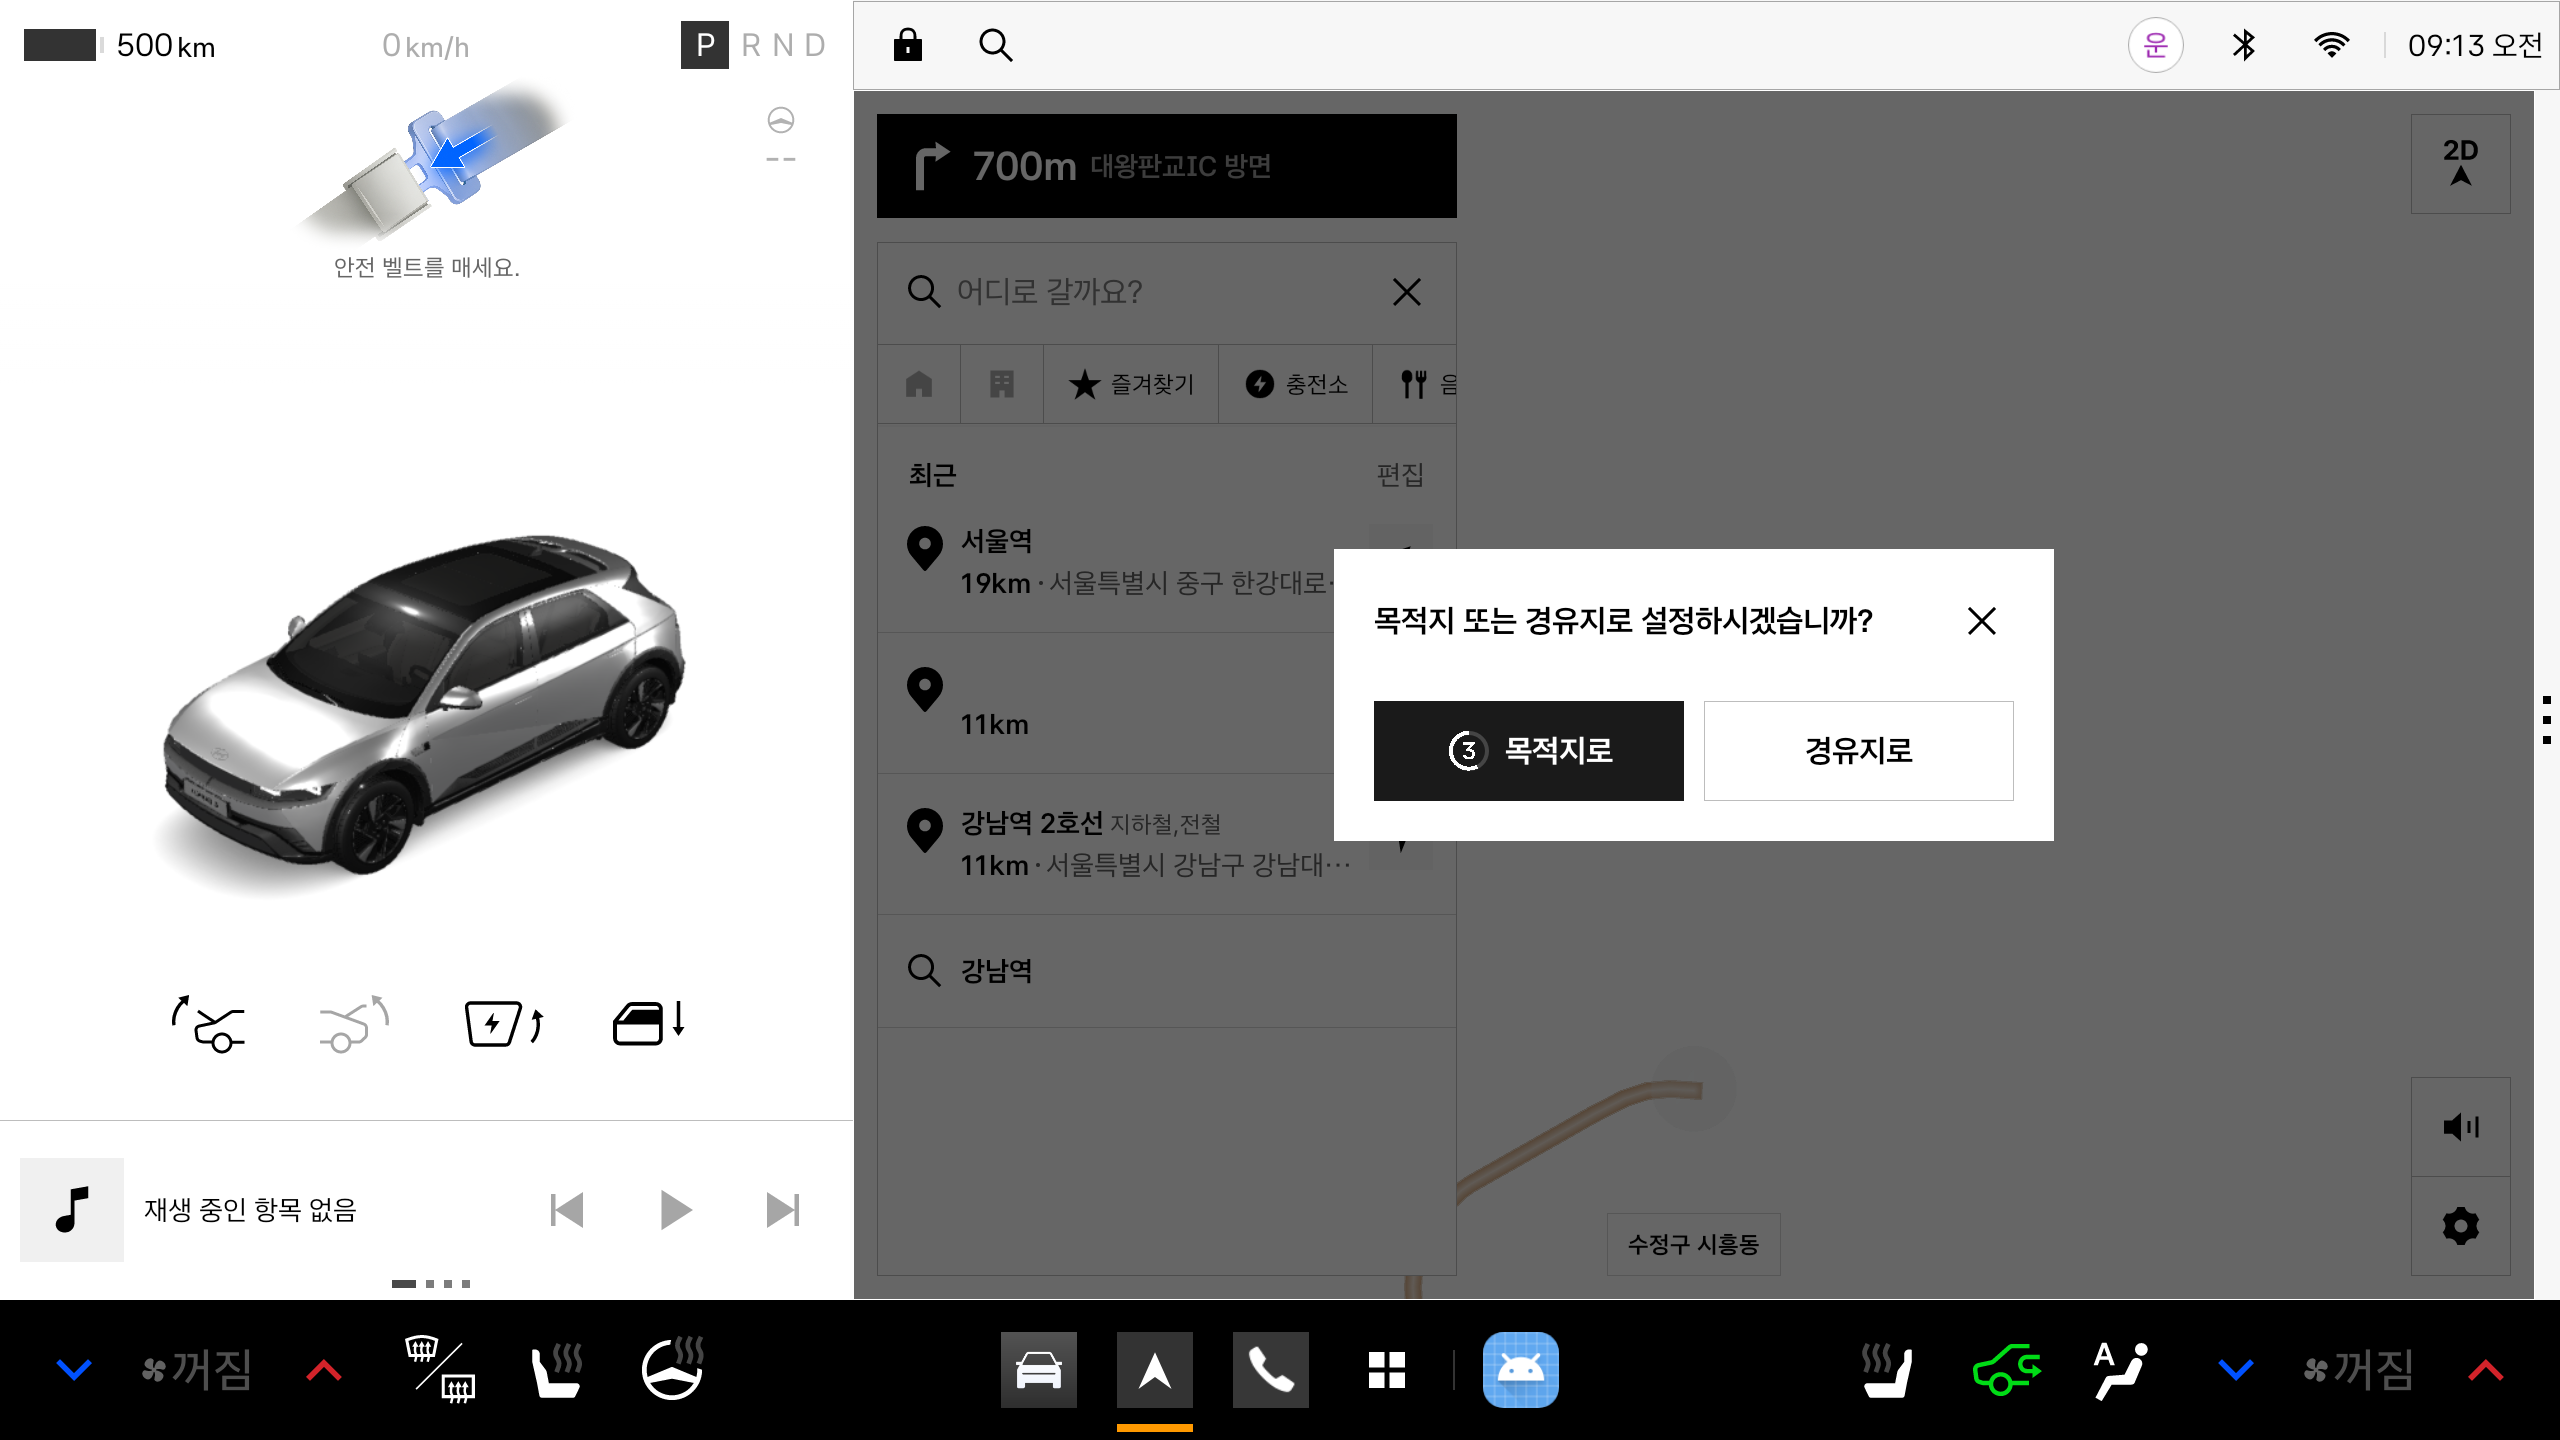 500 km
0 km/h
P R N D
안전 벨트를 매세요.
--
재생 중인 항목 없음
운
09:13 오전
700m 대왕판교IC 방면
2D
어디로 갈까요?
즐겨찾기
충전소
음
최근
편집
서울역
19km · 서울특별시 중구 한강대로
11km
강남역 2호선 지하철,전철
11km · 서울특별시 강남구 강남대···
강남역
목적지 또는 경유지로 설정하시겠습니까?
3 목적지로
경유지로
수정구 시흥동
꺼짐
A
꺼짐